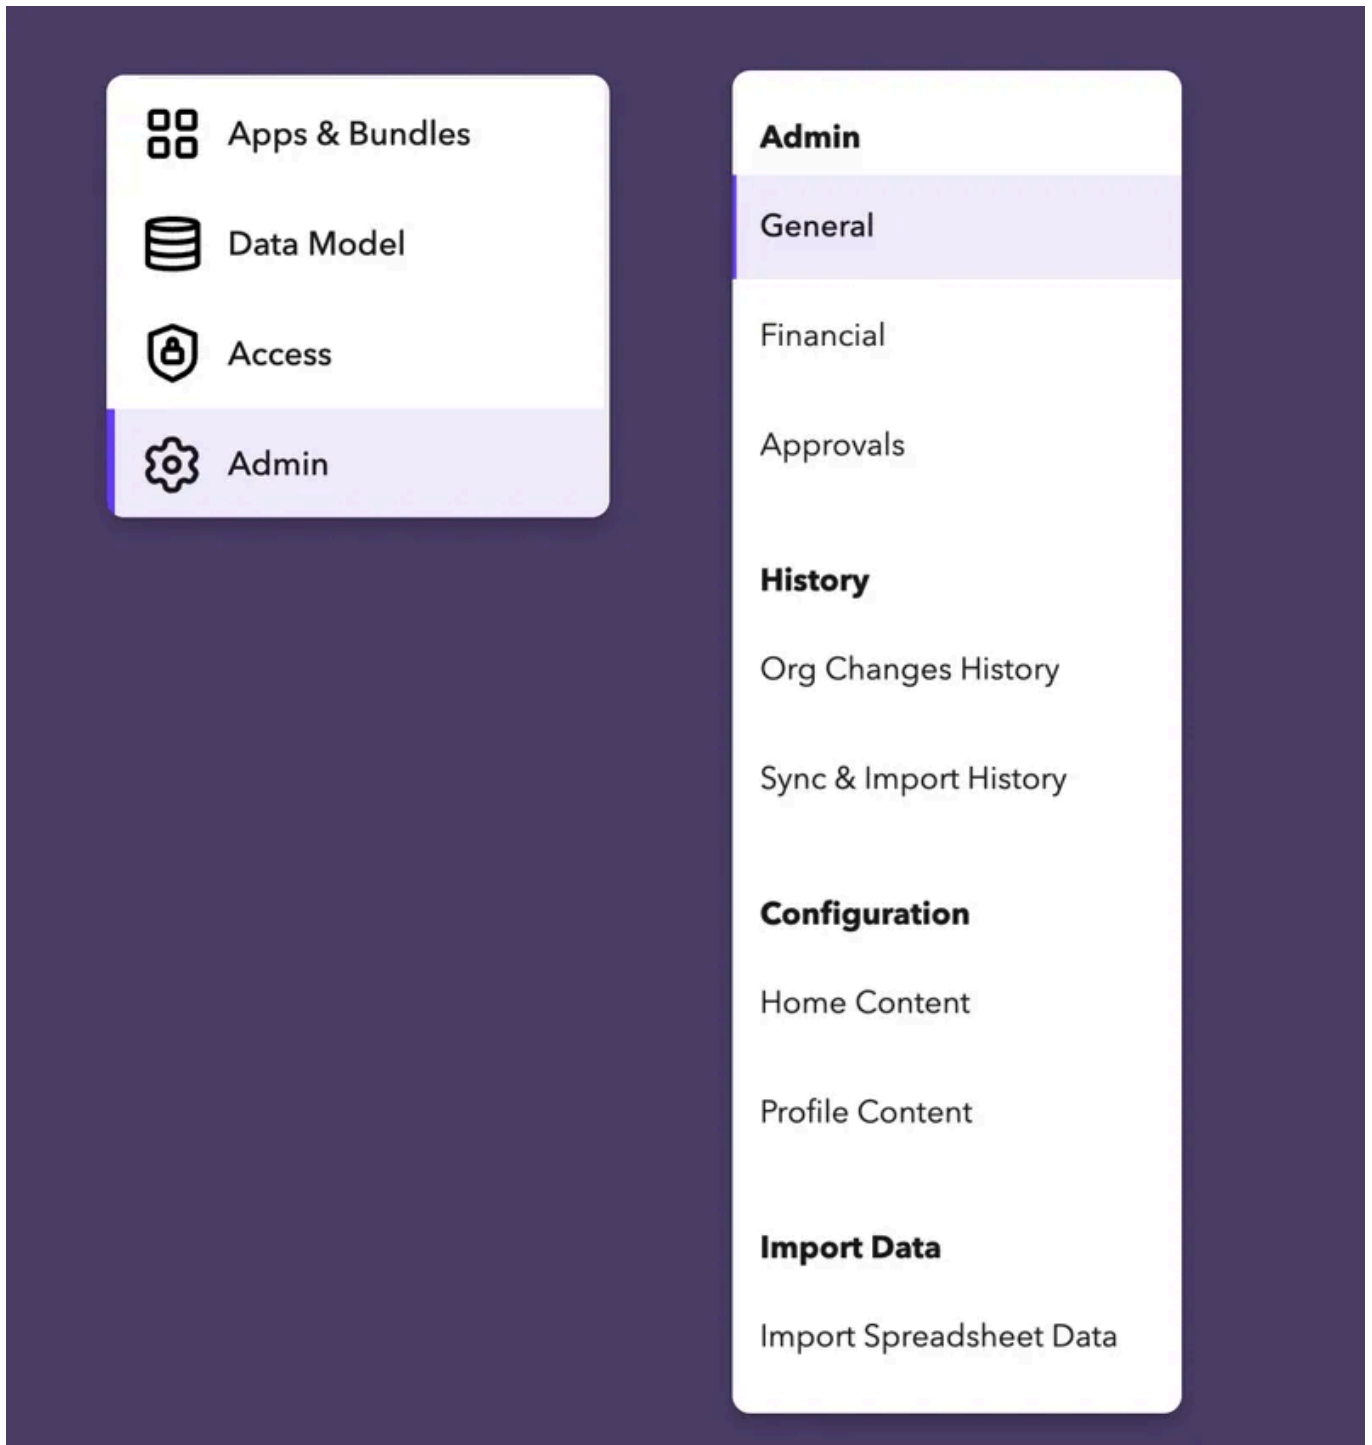 Apps & Bundles
Data Model
Access
Admin
Admin
General
Financial
Approvals
History
Org Changes History
Sync & Import History
Configuration
Home Content
Profile Content
Import Data
Import Spreadsheet Data